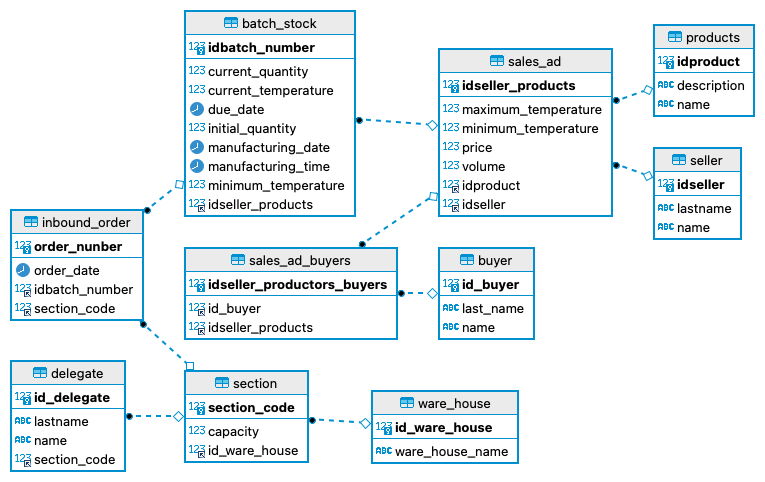 batch_stock
123 idbatch_number
123 current_quantity
123 current_temperature
due_date
123 initial_quantity
manufacturing_date
manufacturing_time
123 minimum_temperature
123 idseller_products
sales_ad
123 idseller_products
123 maximum_temperature
123 minimum_temperature
123 price
123 volume
123 idproduct
123 idseller
products
123 idproduct
ABC description
ABC name
seller
123 idseller
ABC lastname
ABC name
inbound_order
123 order_nunber
order_date
123 idbatch_number
123 section_code
sales_ad_buyers
123 idseller_productors_buyers
123 id_buyer
123 idseller_products
buyer
123 id_buyer
ABC last_name
ABC name
delegate
123 id_delegate
ABC lastname
ABC name
123 section_code
section
123 section_code
123 capacity
123 id_ware_house
ware_house
123 id_ware_house
ABC ware_house_name